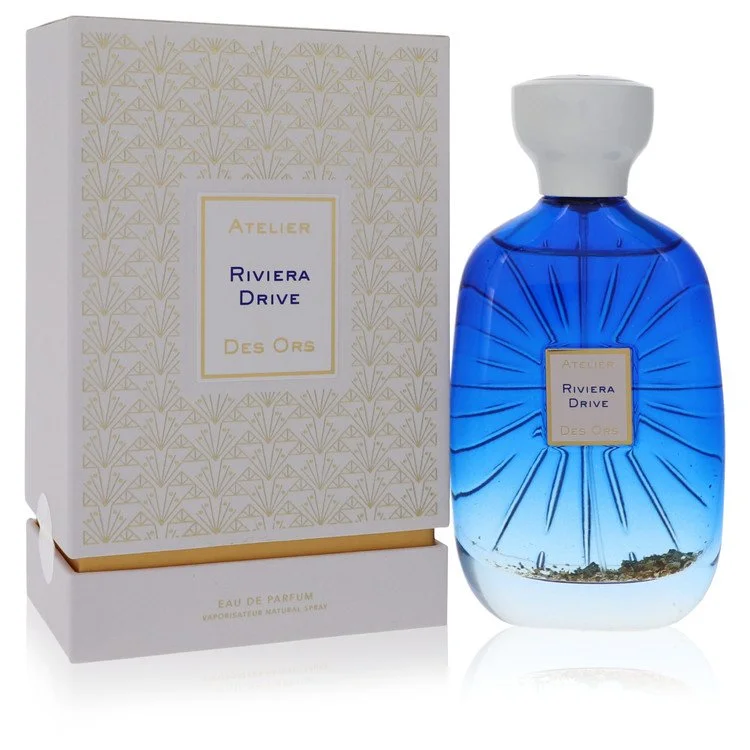 Atelier
Riviera
Drive
Des Ors
EAU DE PARFUM
VAPORISATEUR NATURAL SPRAY
Atelier
Riviera
Drive
Des Ors